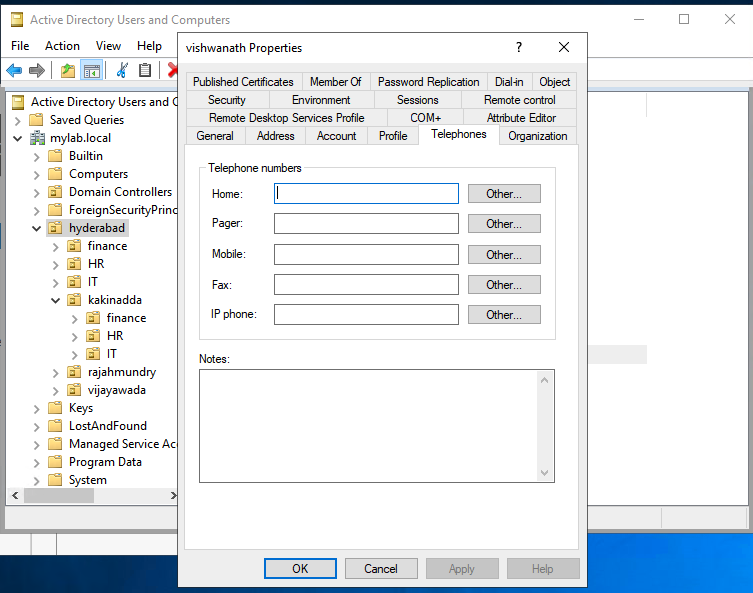 Active Directory Users and Computers
File Action View Help
Active Directory Users and C
Saved Queries
mylab.local
Builtin
Computers
Domain Controllers
ForeignSecurityPrinc
hyderabad
finance
HR
IT
kakinadda
finance
HR
IT
rajahmundry
vijayawada
Keys
LostAndFound
Managed Service Acc
Program Data
System
vishwanath Properties
?
Published Certificates Member Of Password Replication Dial-in Object
Security Environment Sessions Remote control
Remote Desktop Services Profile COM+ Attribute Editor
General Address Account Profile Telephones Organization
Telephone numbers
Home: Other...
Pager: Other...
Mobile: Other...
Fax: Other...
IP phone: Other...
Notes:
OK Cancel Apply Help